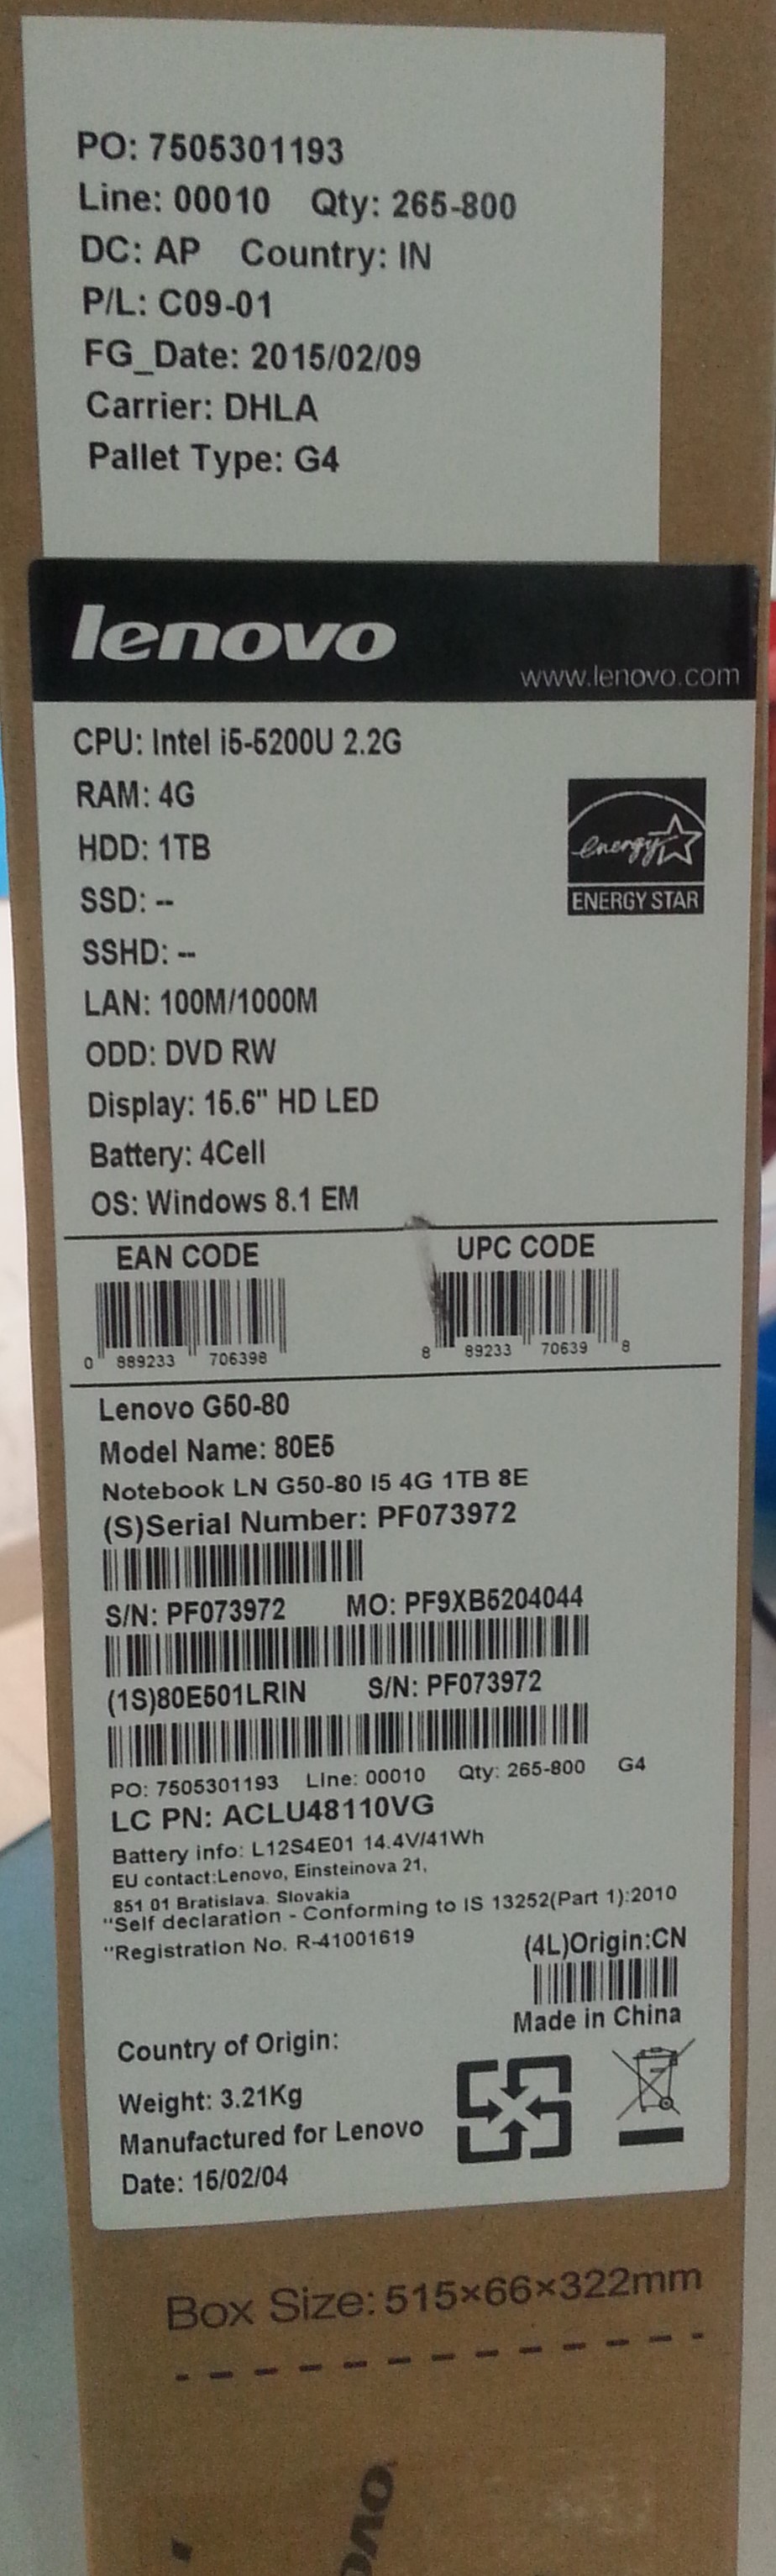 PO: 7505301193
Line: 00010 Qty: 265-800
DC: AP Country: IN
P/L: C09-01
FG_Date: 2015/02/09
Carrier: DHLA
Pallet Type: G4
lenovo
www.lenovo.com
CPU: Intel i5-5200U 2.2G
RAM: 4G
HDD: 1TB
SSD: --
SSHD: --
LAN: 100M/1000M
ODD: DVD RW
Display: 15.6" HD LED
Battery: 4Cell
OS: Windows 8.1 EM
energy
ENERGY STAR
EAN CODE UPC CODE
0 889233 706398 8 89233 70639 8
Lenovo G50-80
Model Name: 80E5
Notebook LN G50-80 I5 4G 1TB 8E
(S)Serial Number: PF073972
S/N: PF073972 MO: PF9XB5204044
(1S)80E501LRIN S/N: PF073972
PO: 7505301193 Line: 00010 Qty: 265-800 G4
LC PN: ACLU48110VG
Battery info: L12S4E01 14.4V/41Wh
EU contact:Lenovo, Einsteinova 21,
851 01 Bratislava. Slovakia
"Self declaration - Conforming to IS 13252(Part 1):2010
"Registration No. R-41001619
(4L)Origin:CN
Made in China
Country of Origin:
Weight: 3.21Kg
Manufactured for Lenovo
Date: 15/02/04
Box Size: 515×66×322mm
ovo